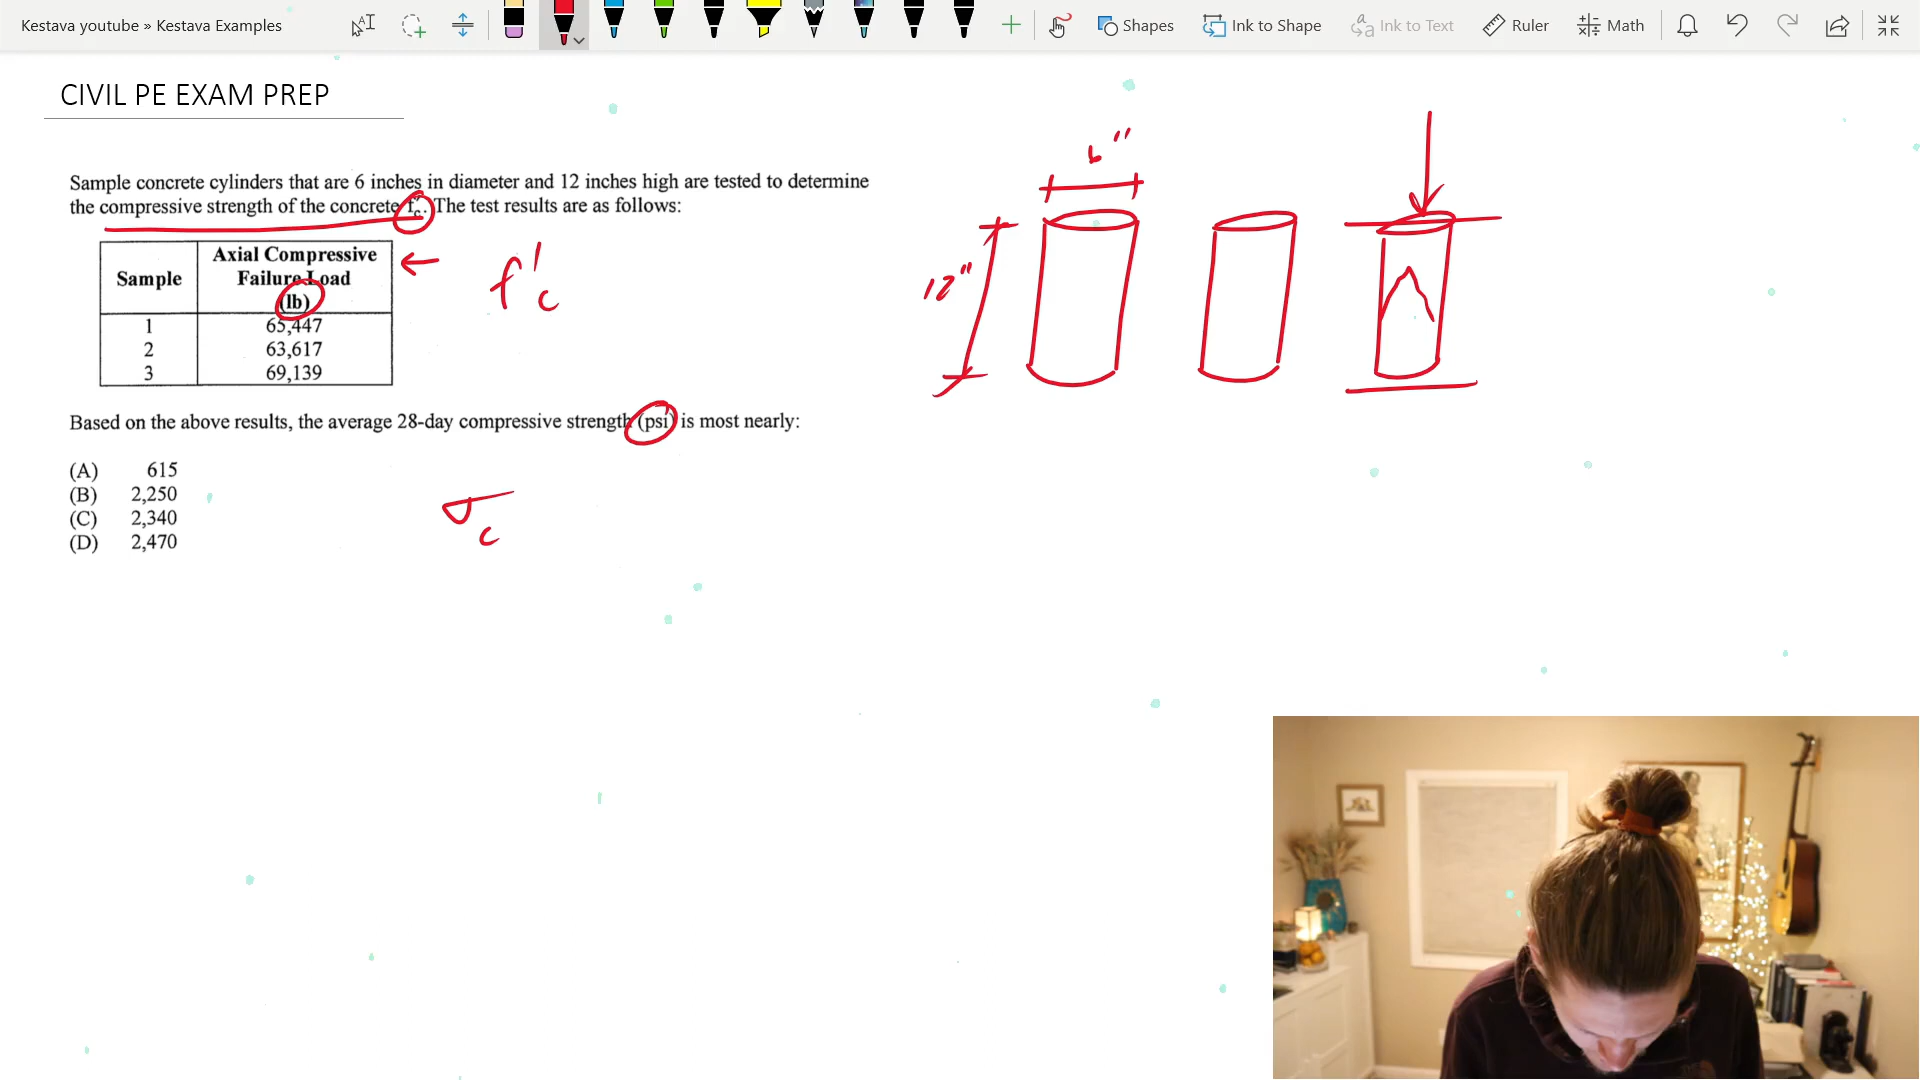 Kestava youtube » Kestava Examples
Shapes
Ink to Shape
Ink to Text
Ruler
Math
CIVIL PE EXAM PREP
Sample concrete cylinders that are 6 inches in diameter and 12 inches high are tested to determine
the compressive strength of the concrete f'c. The test results are as follows:
Sample Axial Compressive Failure Load (lb)
1 65,447
2 63,617
3 69,139
f'c
6"
12"
Based on the above results, the average 28-day compressive strength (psi) is most nearly:
(A) 615
(B) 2,250
(C) 2,340
(D) 2,470
σc